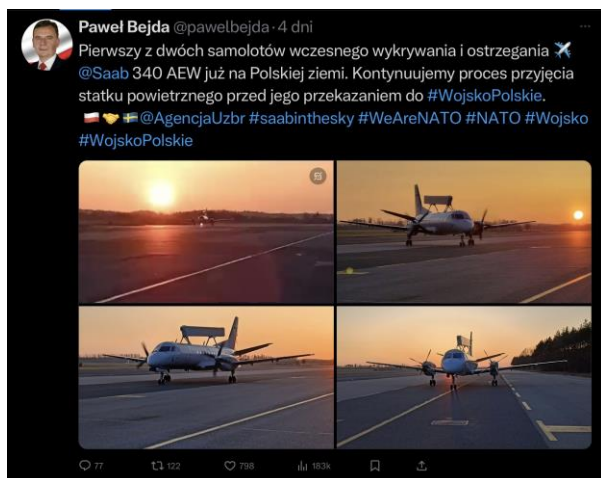 Paweł Bejda @pawelbejda · 4 dni
Pierwszy z dwóch samolotów wczesnego wykrywania i ostrzegania ✈️
@Saab 340 AEW już na Polskiej ziemi. Kontynuujemy proces przyjęcia
statku powietrznego przed jego przekazaniem do #WojskoPolskie.
🇵🇱🤝🇸🇪@AgencjaUzbr #saabinthesky #WeAreNATO #NATO #Wojsko
#WojskoPolskie
77 122 798 183k